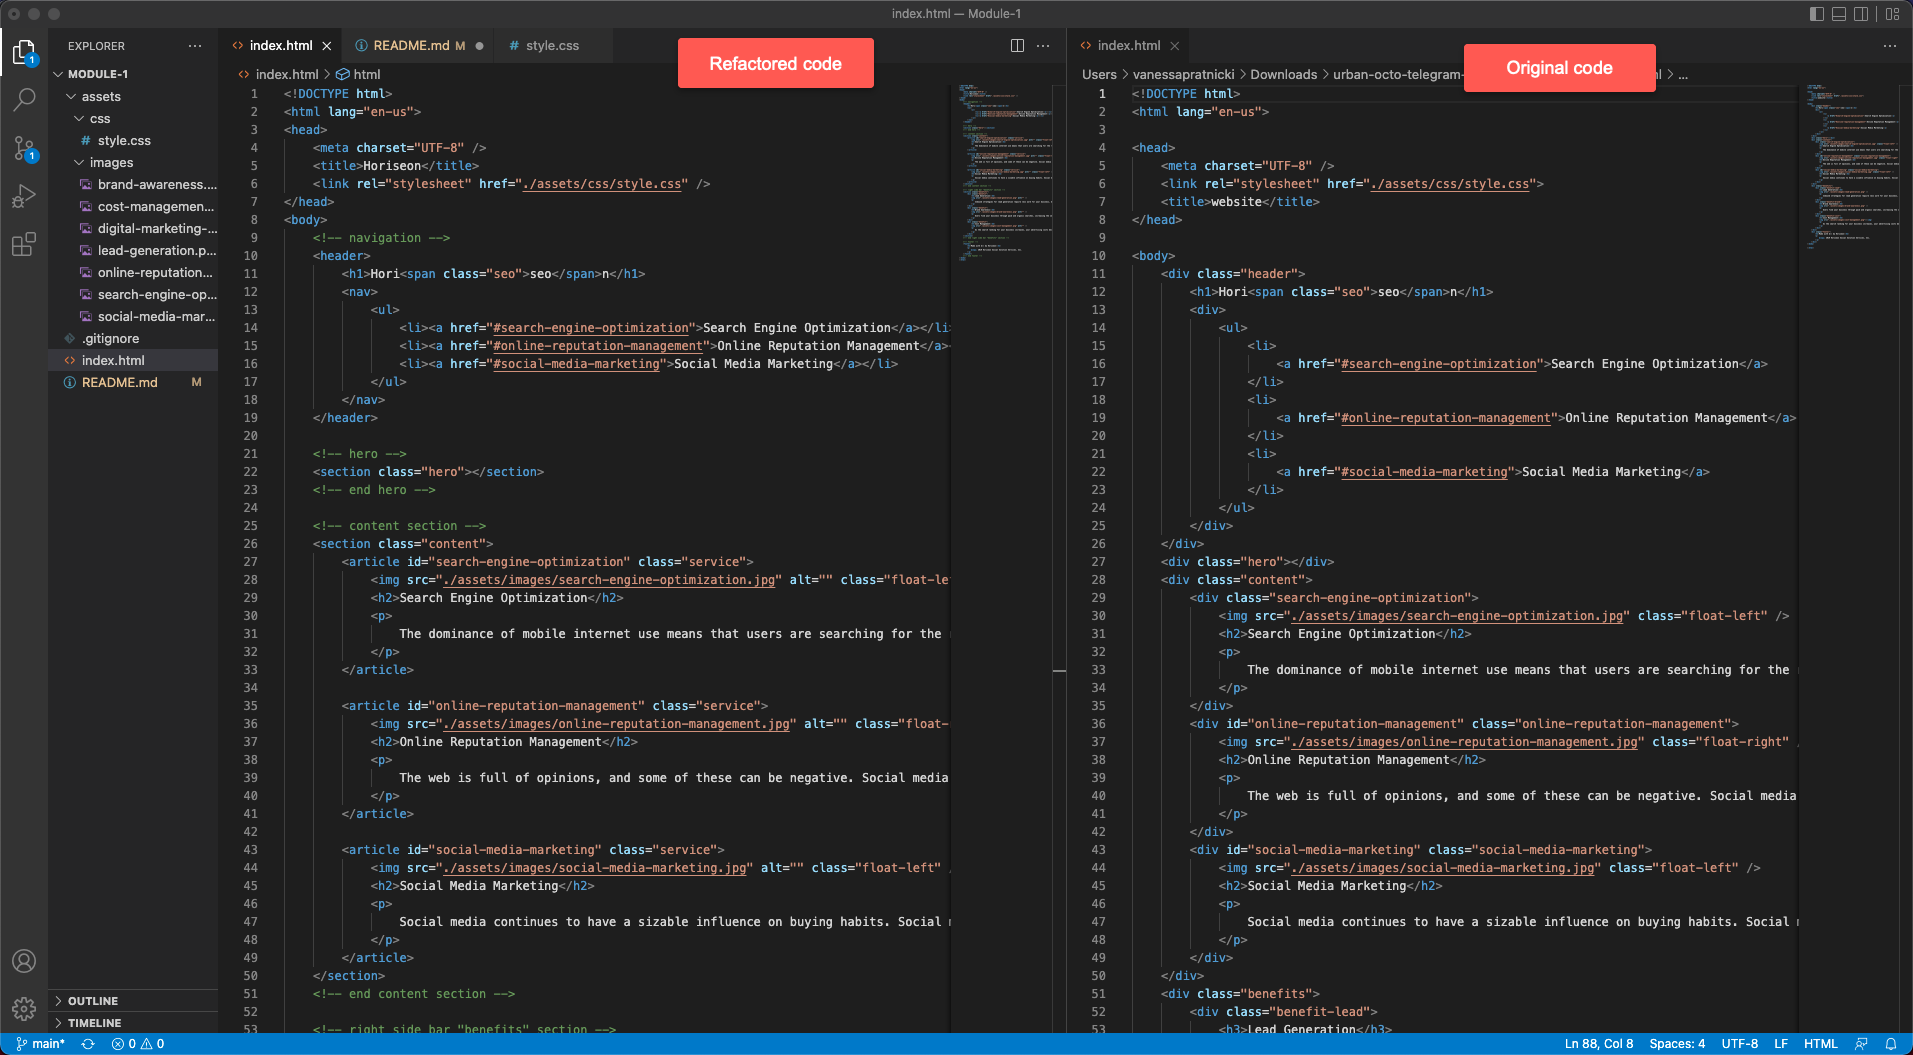 index.html — Module-1
EXPLORER
MODULE-1
assets
css
# style.css
images
brand-awareness....
cost-managemen...
digital-marketing-...
lead-generation.p...
online-reputation...
search-engine-op...
social-media-mar...
.gitignore
<> index.html
README.md M
OUTLINE
TIMELINE
1
1
<> index.html
README.md M
# style.css
Refactored code
<> index.html > html
1 <!DOCTYPE html>
2 <html lang="en-us">
3 <head>
4 <meta charset="UTF-8" />
5 <title>Horiseon</title>
6 <link rel="stylesheet" href="./assets/css/style.css" />
7 </head>
8 <body>
9 <!-- navigation -->
10 <header>
11 <h1>Hori<span class="seo">seo</span>n</h1>
12 <nav>
13 <ul>
14 <li><a href="#search-engine-optimization">Search Engine Optimization</a></li
15 <li><a href="#online-reputation-management">Online Reputation Management</a><
16 <li><a href="#social-media-marketing">Social Media Marketing</a></li>
17 </ul>
18 </nav>
19 </header>
20
21 <!-- hero -->
22 <section class="hero"></section>
23 <!-- end hero -->
24
25 <!-- content section -->
26 <section class="content">
27 <article id="search-engine-optimization" class="service">
28 <img src="./assets/images/search-engine-optimization.jpg" alt="" class="float-le
29 <h2>Search Engine Optimization</h2>
30 <p>
31 The dominance of mobile internet use means that users are searching for the
32 </p>
33 </article>
34
35 <article id="online-reputation-management" class="service">
36 <img src="./assets/images/online-reputation-management.jpg" alt="" class="float-
37 <h2>Online Reputation Management</h2>
38 <p>
39 The web is full of opinions, and some of these can be negative. Social media
40 </p>
41 </article>
42
43 <article id="social-media-marketing" class="service">
44 <img src="./assets/images/social-media-marketing.jpg" alt="" class="float-left" /
45 <h2>Social Media Marketing</h2>
46 <p>
47 Social media continues to have a sizable influence on buying habits. Social
48 </p>
49 </article>
50 </section>
51 <!-- end content section -->
52
53 <!-- right side bar "benefits" section -->
<> index.html
Original code
Users > vanessapratnicki > Downloads > urban-octo-telegram- l > ...
1 <!DOCTYPE html>
2 <html lang="en-us">
3
4 <head>
5 <meta charset="UTF-8" />
6 <link rel="stylesheet" href="./assets/css/style.css">
7 <title>website</title>
8 </head>
9
10 <body>
11 <div class="header">
12 <h1>Hori<span class="seo">seo</span>n</h1>
13 <div>
14 <ul>
15 <li>
16 <a href="#search-engine-optimization">Search Engine Optimization</a>
17 </li>
18 <li>
19 <a href="#online-reputation-management">Online Reputation Management</a>
20 </li>
21 <li>
22 <a href="#social-media-marketing">Social Media Marketing</a>
23 </li>
24 </ul>
25 </div>
26 </div>
27 <div class="hero"></div>
28 <div class="content">
29 <div class="search-engine-optimization">
30 <img src="./assets/images/search-engine-optimization.jpg" class="float-left" />
31 <h2>Search Engine Optimization</h2>
32 <p>
33 The dominance of mobile internet use means that users are searching for the
34 </p>
35 </div>
36 <div id="online-reputation-management" class="online-reputation-management">
37 <img src="./assets/images/online-reputation-management.jpg" class="float-right" /
38 <h2>Online Reputation Management</h2>
39 <p>
40 The web is full of opinions, and some of these can be negative. Social media
41 </p>
42 </div>
43 <div id="social-media-marketing" class="social-media-marketing">
44 <img src="./assets/images/social-media-marketing.jpg" class="float-left" />
45 <h2>Social Media Marketing</h2>
46 <p>
47 Social media continues to have a sizable influence on buying habits. Social
48 </p>
49 </div>
50 </div>
51 <div class="benefits">
52 <div class="benefit-lead">
53 <h3>Lead Generation</h3>
main* 0 0 Ln 88, Col 8 Spaces: 4 UTF-8 LF HTML